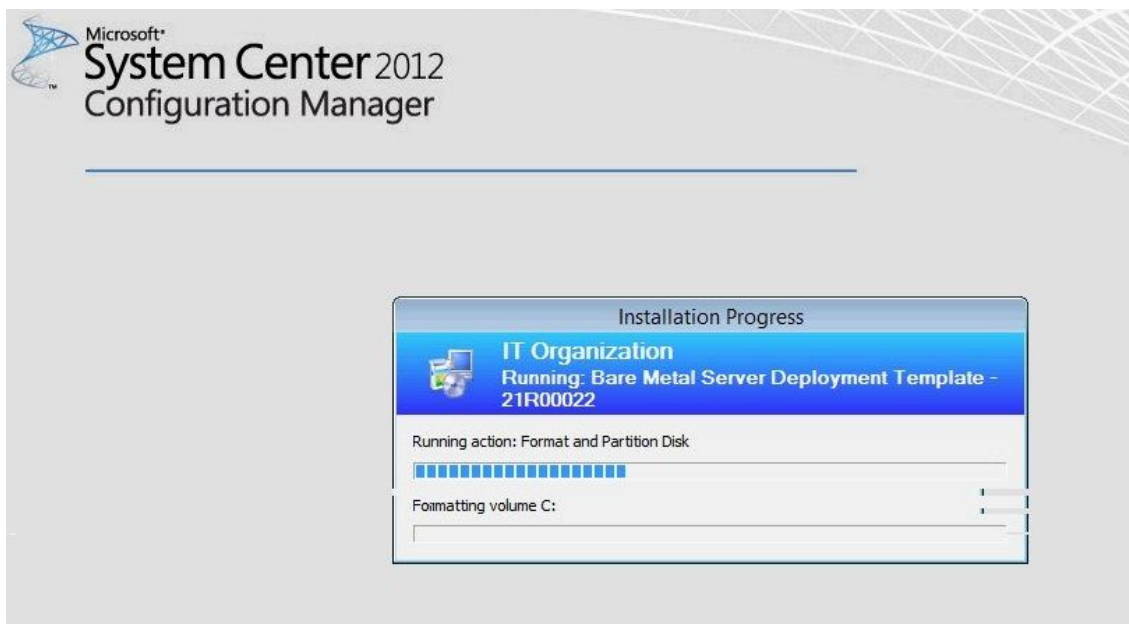 Microsoft®
System Center 2012
™
Configuration Manager
Installation Progress
IT Organization
Running: Bare Metal Server Deployment Template -
21R00022
Running action: Format and Partition Disk
Formatting volume C: